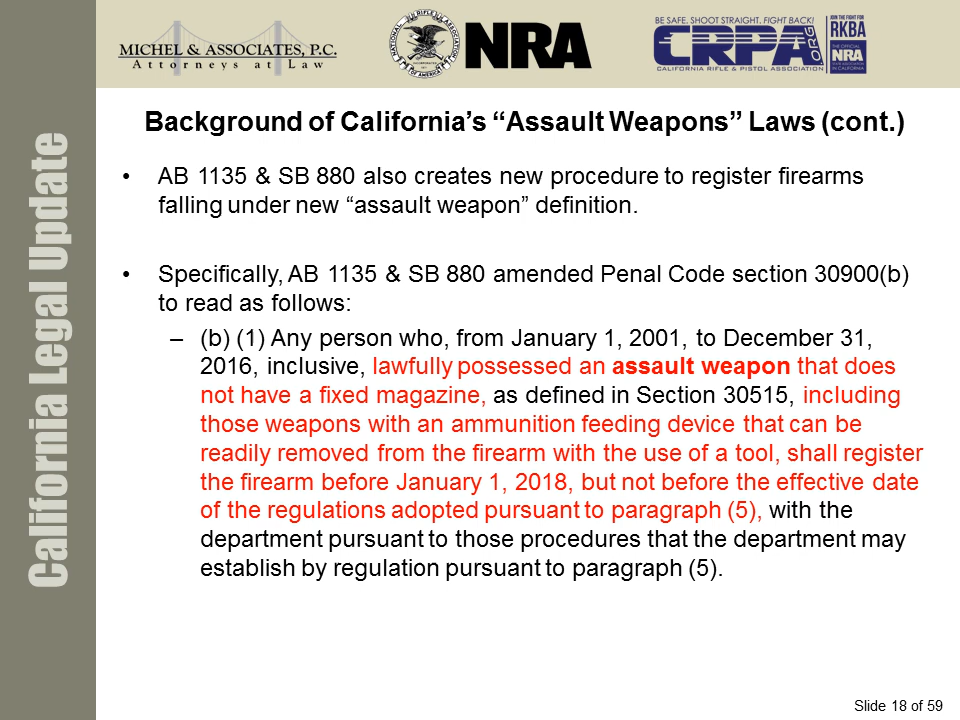 MICHEL & ASSOCIATES, P.C.
Attorneys at Law
NATIONAL RIFLE ASSOCIATION
OF AMERICA
NRA
BE SAFE. SHOOT STRAIGHT. FIGHT BACK!
CRPA.ORG
CALIFORNIA RIFLE & PISTOL ASSOCIATION
JOIN THE FIGHT FOR
RKBA
THE OFFICIAL
NRA
STATE ASSOCIATION
IN CALIFORNIA
California Legal Update
Background of California’s “Assault Weapons” Laws (cont.)
• AB 1135 & SB 880 also creates new procedure to register firearms
falling under new “assault weapon” definition.
• Specifically, AB 1135 & SB 880 amended Penal Code section 30900(b)
to read as follows:
– (b) (1) Any person who, from January 1, 2001, to December 31,
2016, inclusive, lawfully possessed an assault weapon that does
not have a fixed magazine, as defined in Section 30515, including
those weapons with an ammunition feeding device that can be
readily removed from the firearm with the use of a tool, shall register
the firearm before January 1, 2018, but not before the effective date
of the regulations adopted pursuant to paragraph (5), with the
department pursuant to those procedures that the department may
establish by regulation pursuant to paragraph (5).
Slide 18 of 59